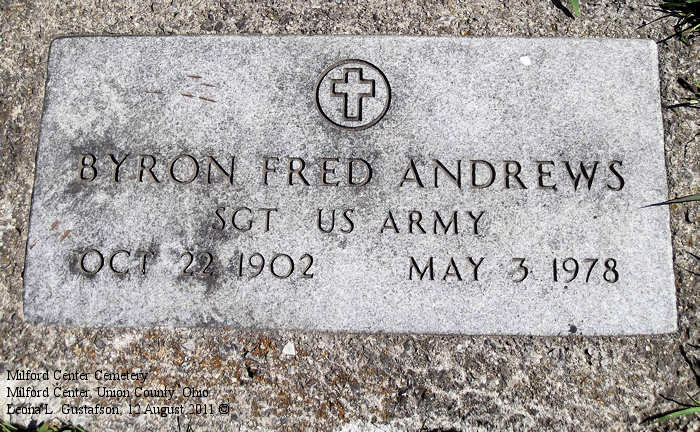 BYRON FRED ANDREWS
SGT US ARMY
OCT 22 1902 MAY 3 1978
Milford Center Cemetery
Milford Center, Union County, Ohio
Leona L. Gustafson, 12 August 2011 ©